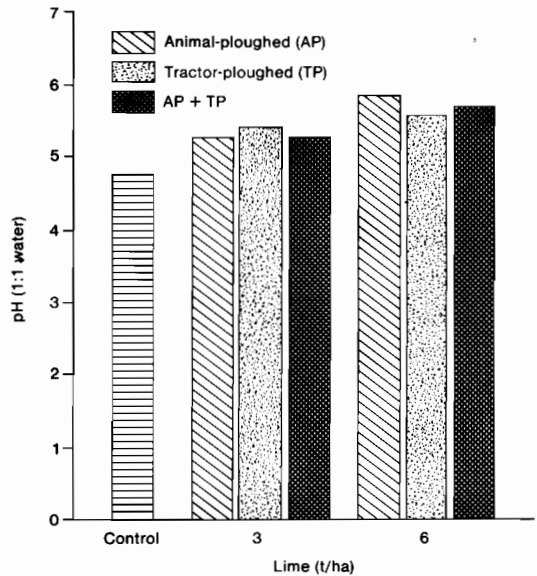 7
6
5
4
3
2
1
0
pH (1:1 water)
Animal-ploughed (AP)
Tractor-ploughed (TP)
AP + TP
Control
3
6
Lime (t/ha)